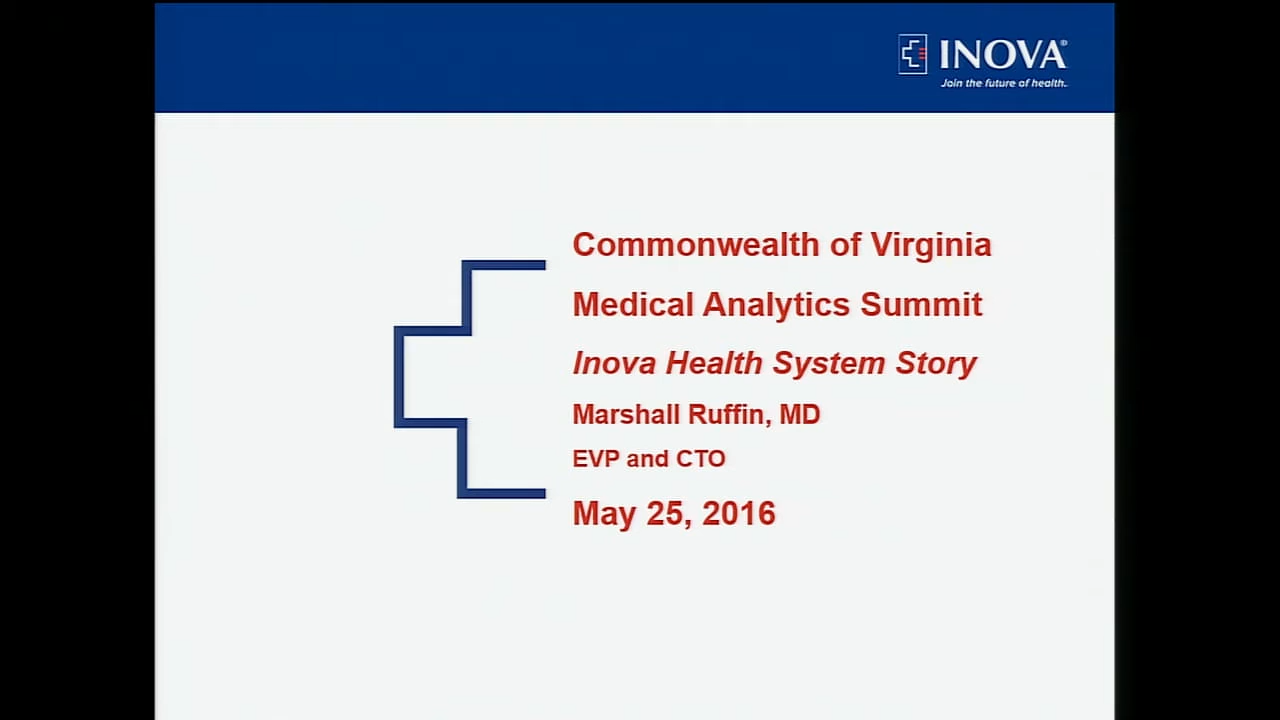 INOVA®
Join the future of health.
Commonwealth of Virginia
Medical Analytics Summit
Inova Health System Story
Marshall Ruffin, MD
EVP and CTO
May 25, 2016